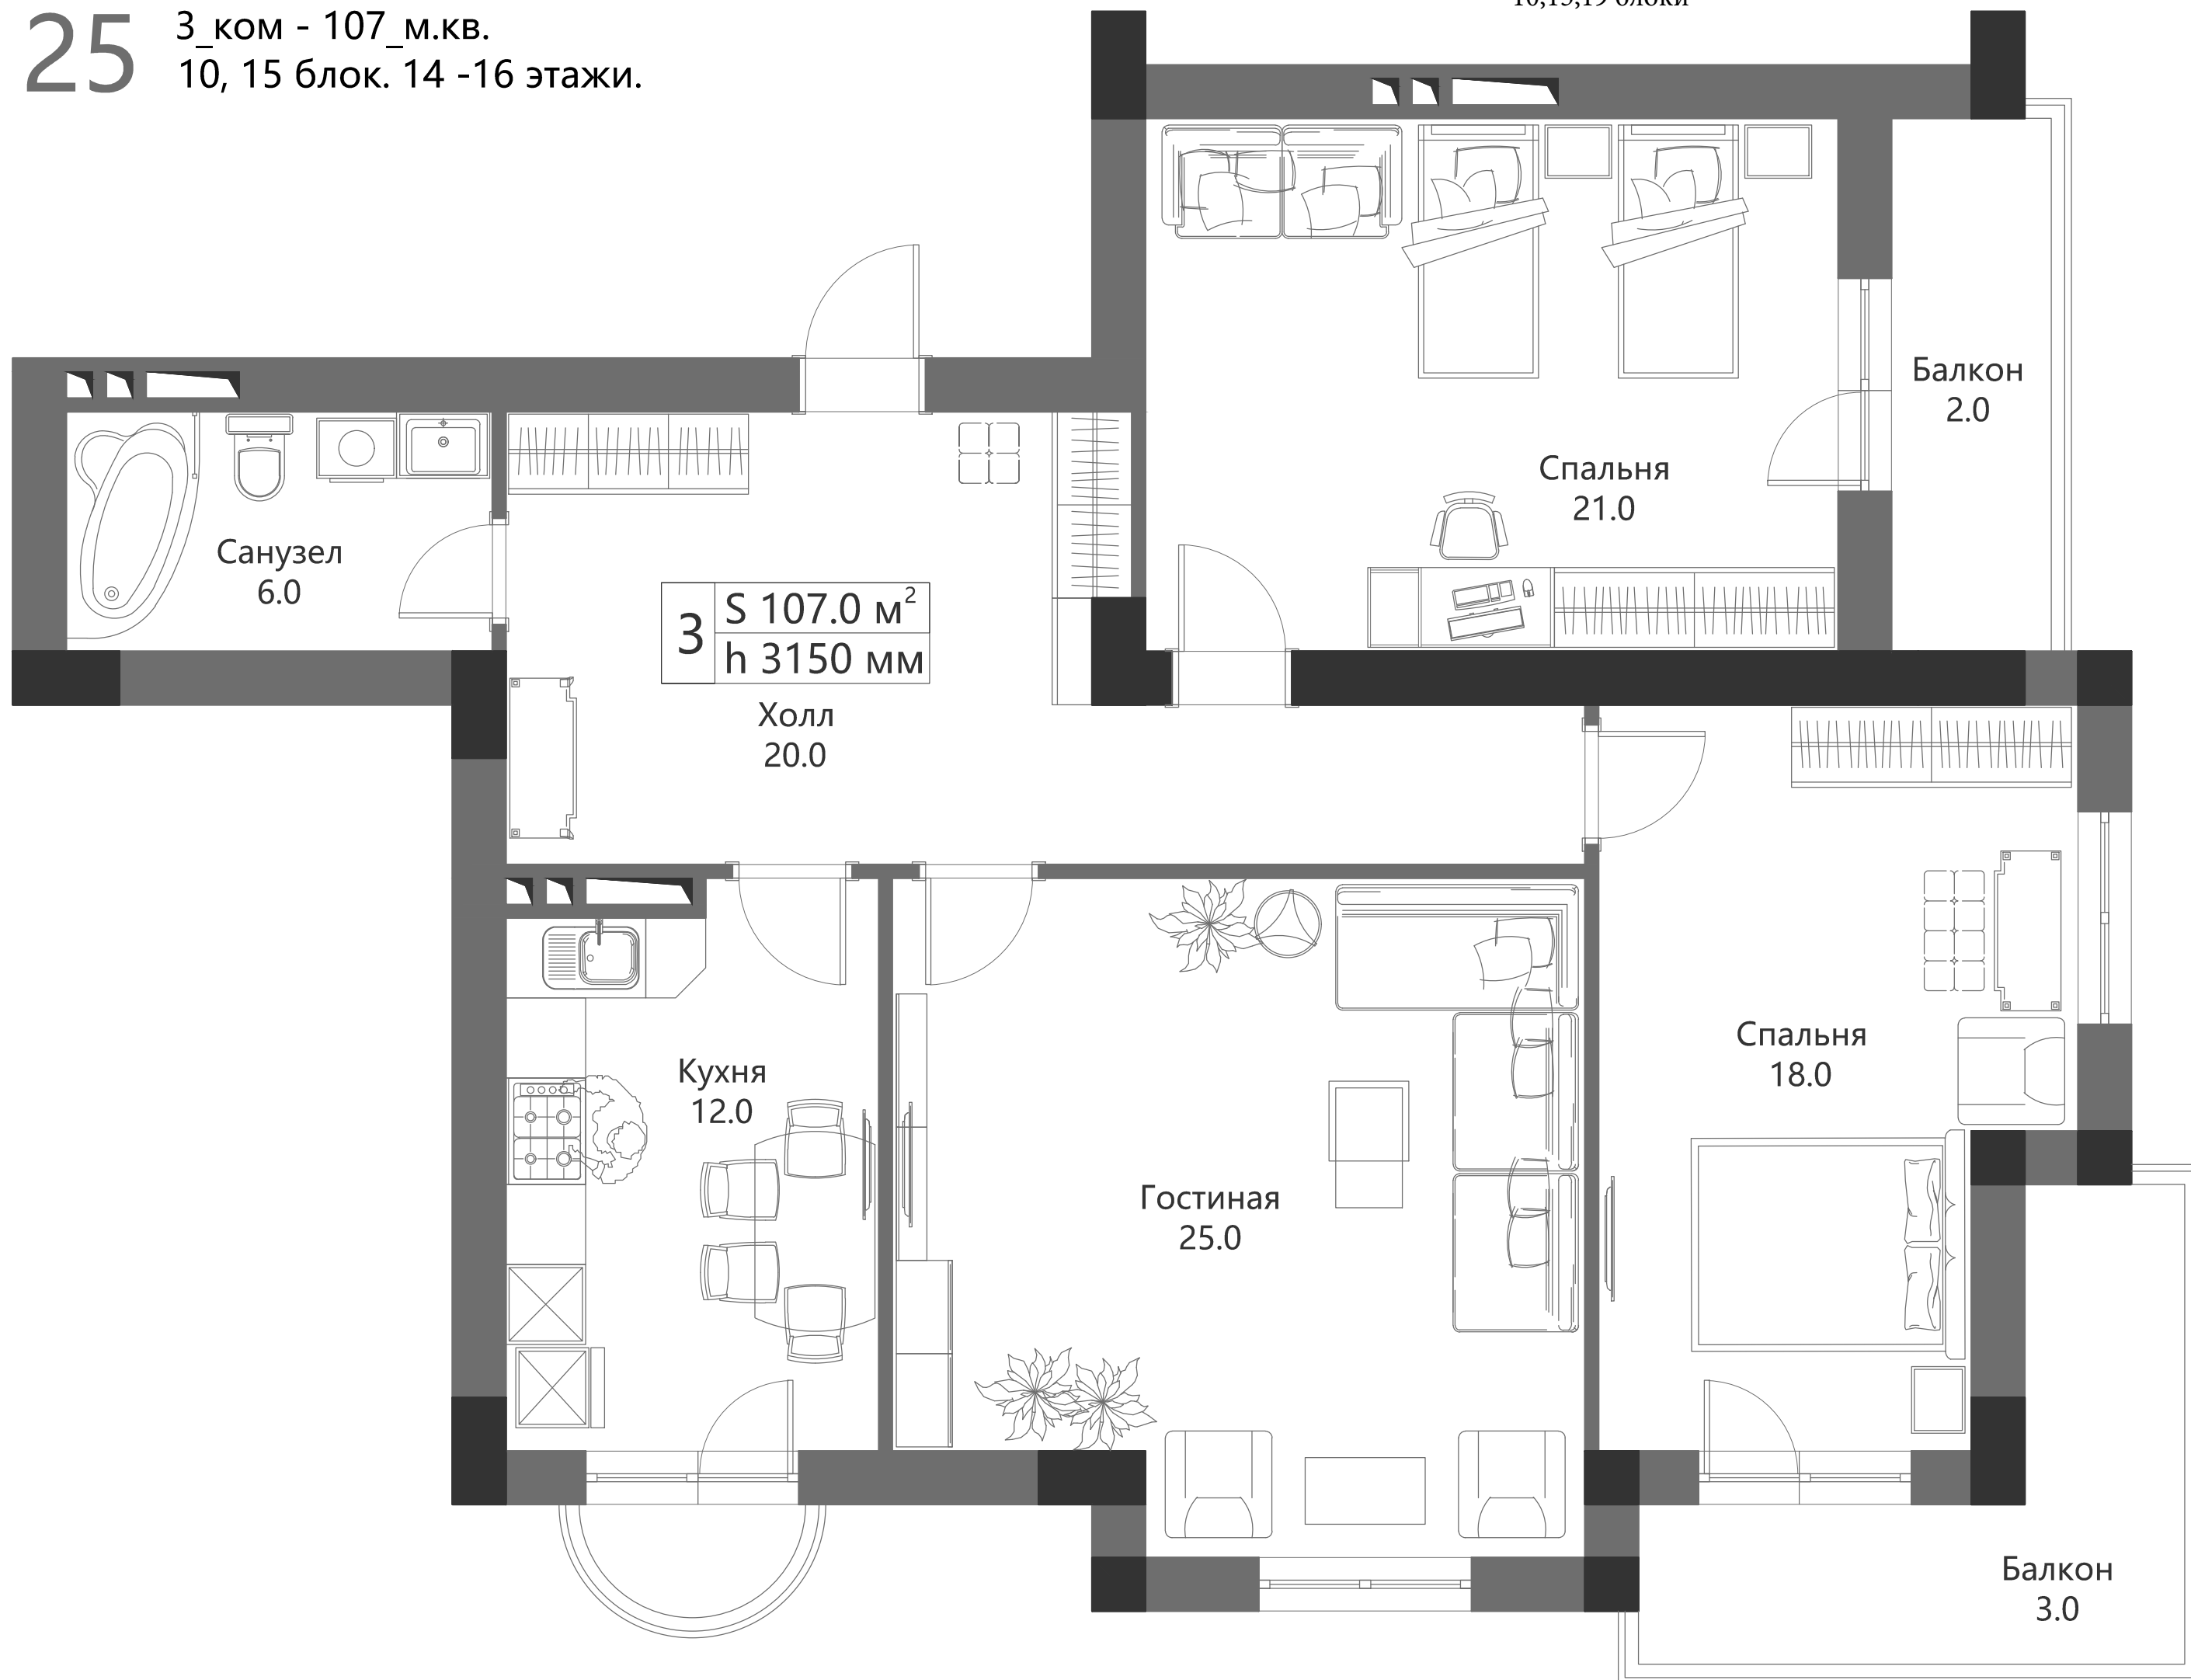 25
3_ком - 107_м.кв.
10, 15 блок. 14 -16 этажи.
блоки
Балкон
2.0
Спальня
21.0
Санузел
6.0
3
S 107.0 м²
h 3150 мм
Холл
20.0
Спальня
18.0
Кухня
12.0
Гостиная
25.0
Балкон
3.0